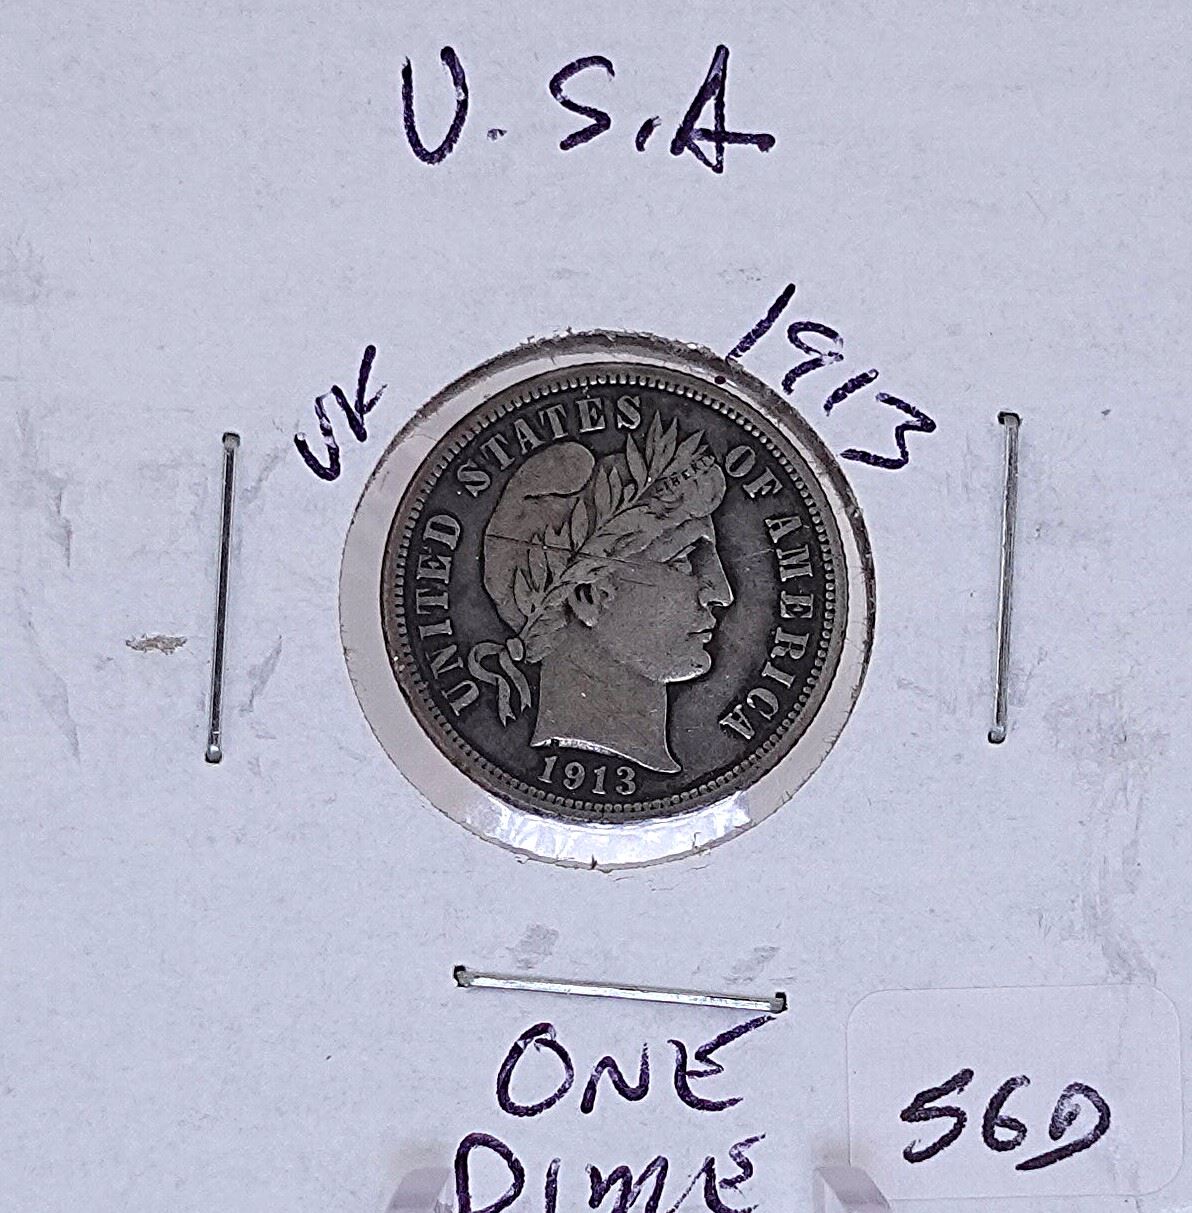 U.S.A
VK
1913
UNITED STATES OF AMERICA
LIBERTY
1913
ONE
DIME
56D